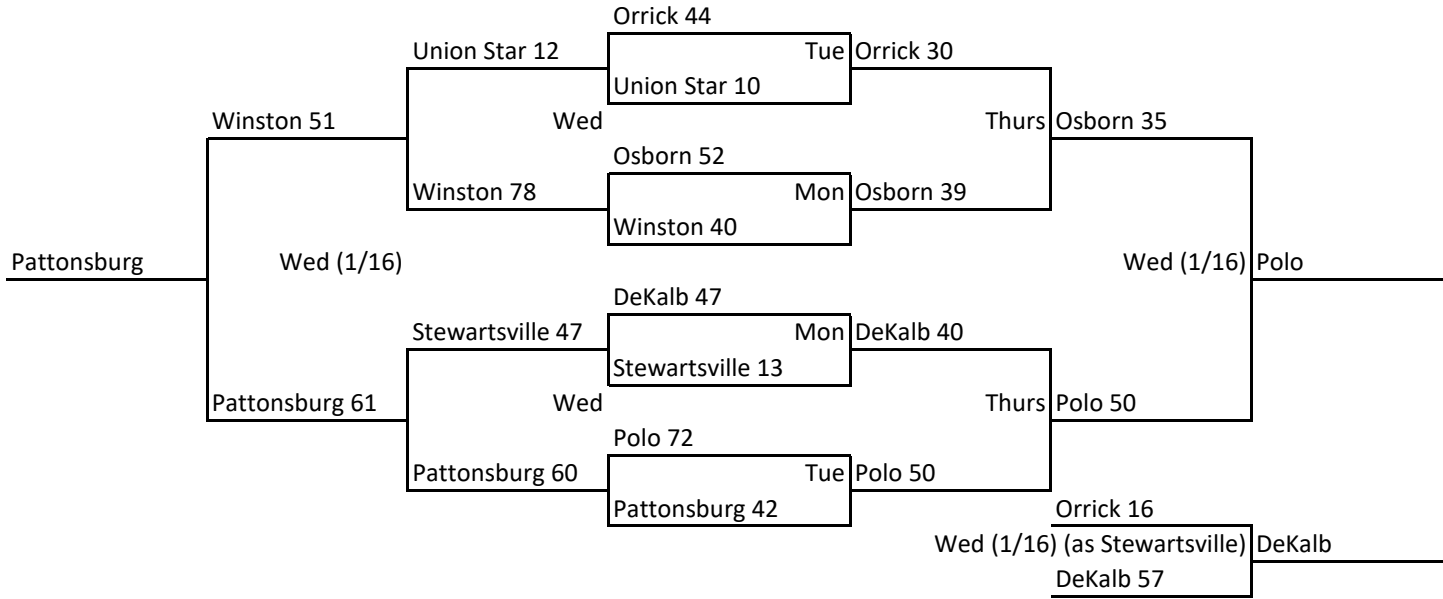 Orrick 44
Union Star 12
Tue
Orrick 30
Union Star 10
Winston 51
Wed
Thurs
Osborn 35
Osborn 52
Winston 78
Mon
Osborn 39
Winston 40
Pattonsburg
Wed (1/16)
Wed (1/16)
Polo
DeKalb 47
Stewartsville 47
Mon
DeKalb 40
Stewartsville 13
Pattonsburg 61
Wed
Thurs
Polo 50
Polo 72
Pattonsburg 60
Tue
Polo 50
Pattonsburg 42
Orrick 16
Wed (1/16) (as Stewartsville)
DeKalb
DeKalb 57